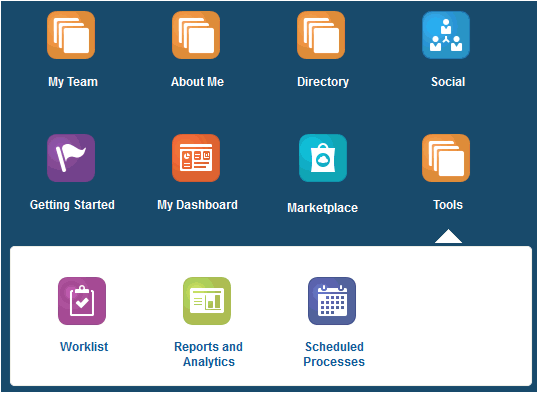 My Team
About Me
Directory
Social
Getting Started
My Dashboard
Marketplace
Tools
Worklist
Reports and
Analytics
Scheduled
Processes